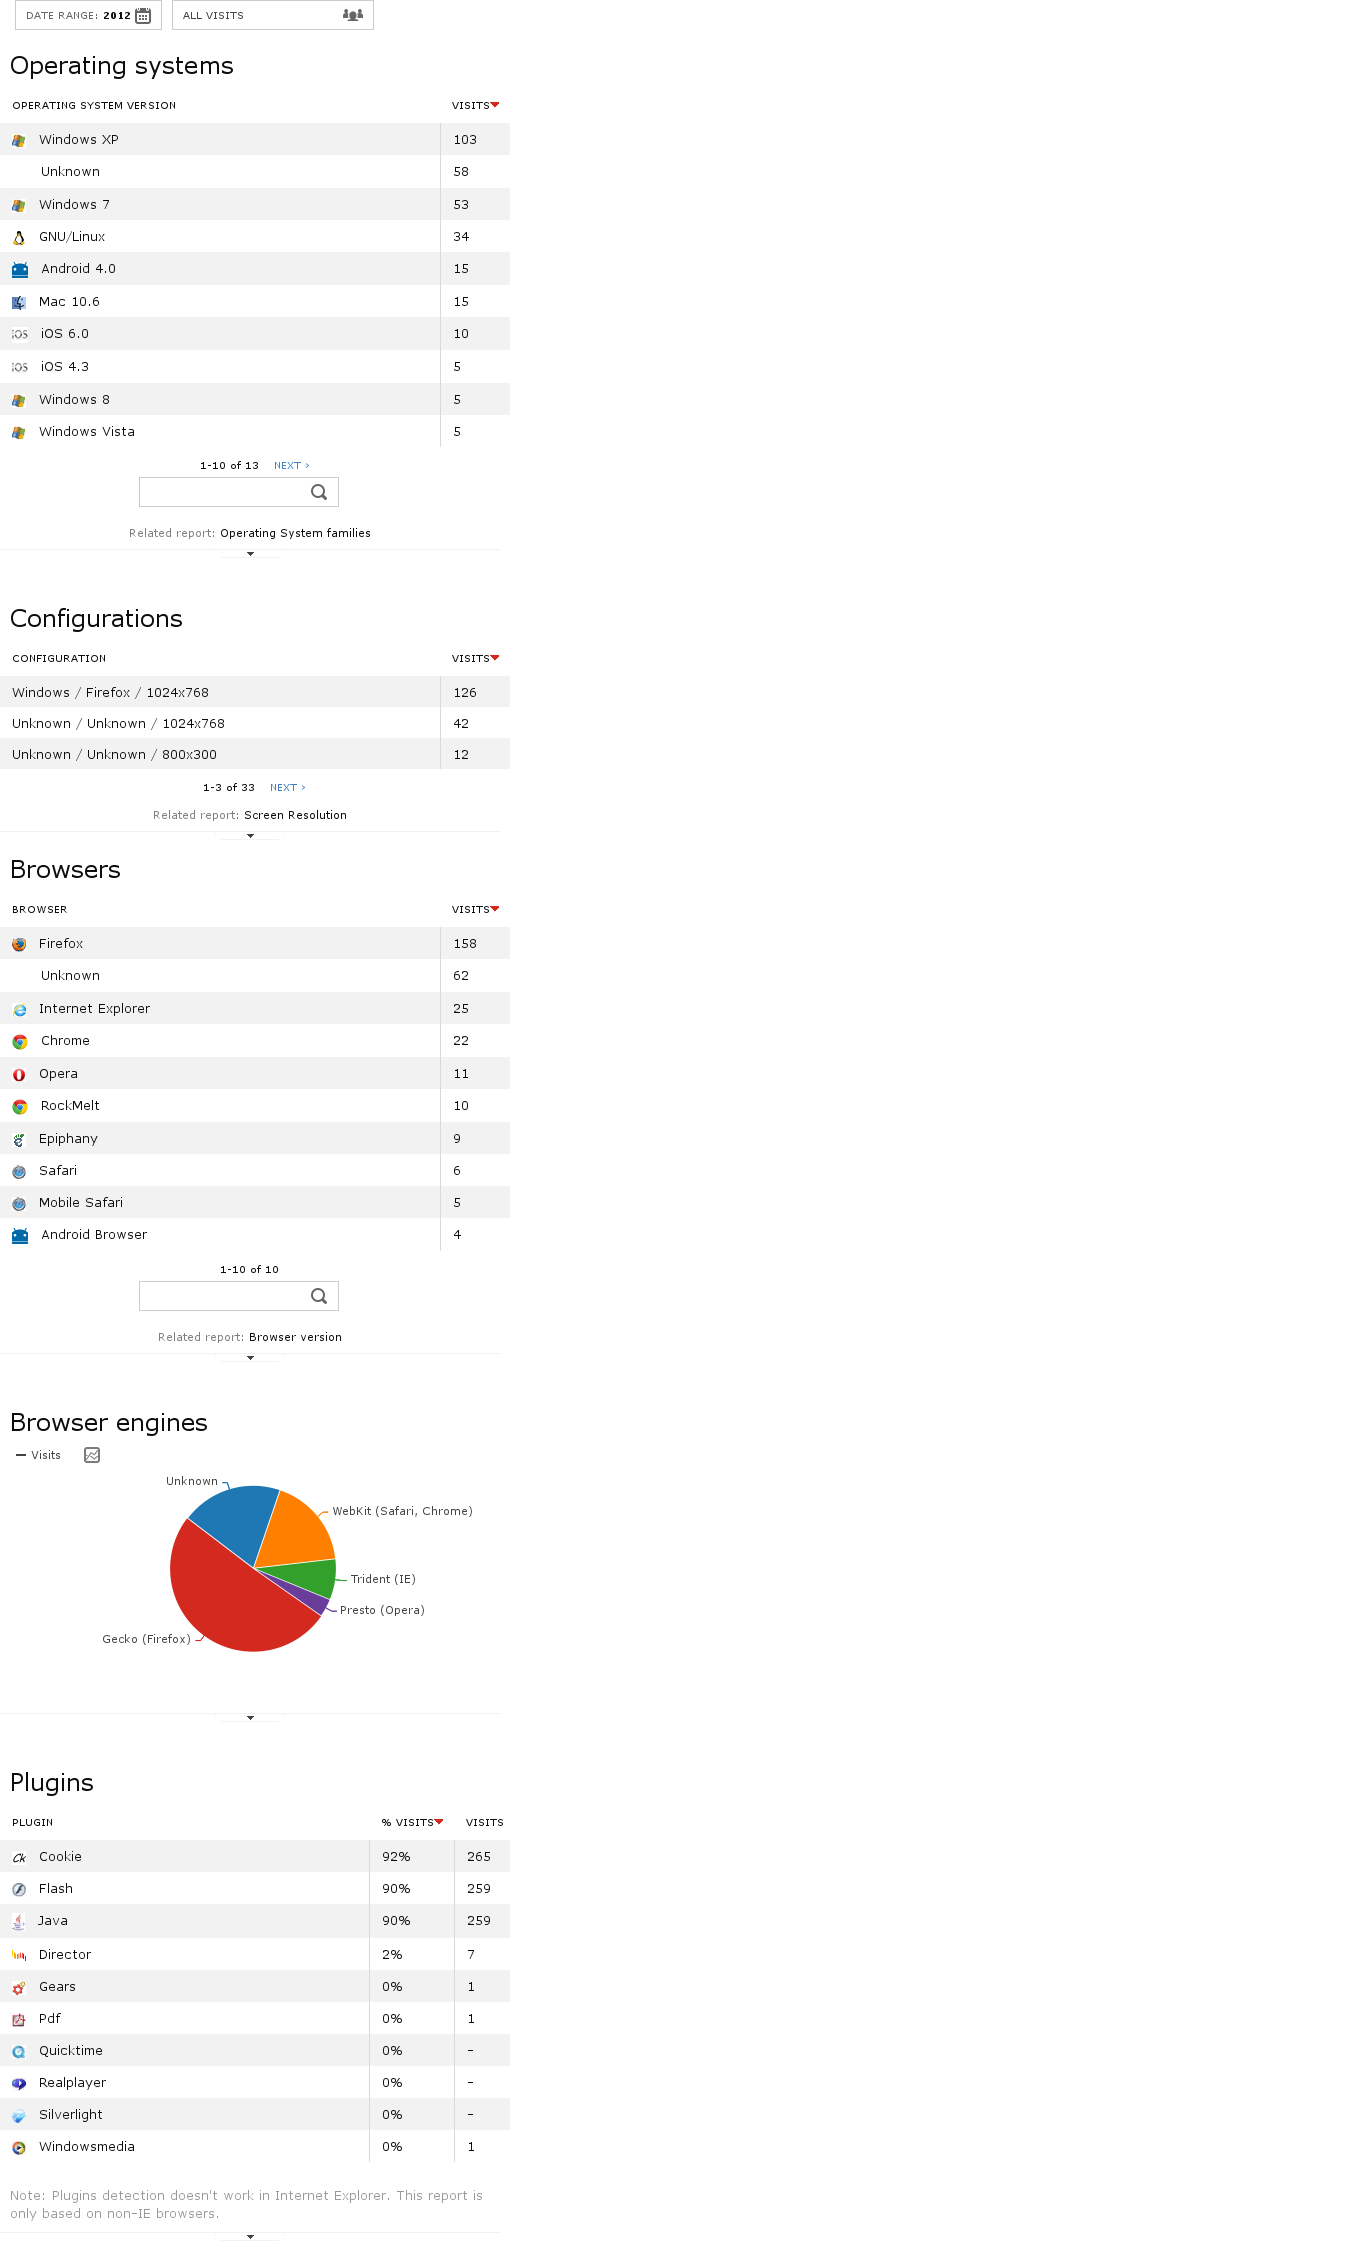 DATE RANGE: 2012 ALL VISITS
Operating systems
OPERATING SYSTEM VERSION VISITS
Windows XP 103
Unknown 58
Windows 7 53
GNU/Linux 34
Android 4.0 15
Mac 10.6 15
iOS iOS 6.0 10
iOS iOS 4.3 5
Windows 8 5
Windows Vista 5
1-10 of 13 NEXT ›
Related report: Operating System families
Configurations
CONFIGURATION VISITS
Windows / Firefox / 1024x768 126
Unknown / Unknown / 1024x768 42
Unknown / Unknown / 800x300 12
1-3 of 33 NEXT ›
Related report: Screen Resolution
Browsers
BROWSER VISITS
Firefox 158
Unknown 62
Internet Explorer 25
Chrome 22
Opera 11
RockMelt 10
Epiphany 9
Safari 6
Mobile Safari 5
Android Browser 4
1-10 of 10
Related report: Browser version
Browser engines
Visits
Unknown
WebKit (Safari, Chrome)
Trident (IE)
Presto (Opera)
Gecko (Firefox)
Plugins
PLUGIN % VISITS VISITS
Ck Cookie 92% 265
Flash 90% 259
Java 90% 259
Director 2% 7
Gears 0% 1
Pdf 0% 1
Quicktime 0% -
Realplayer 0% -
Silverlight 0% -
Windowsmedia 0% 1
Note: Plugins detection doesn't work in Internet Explorer. This report is
only based on non-IE browsers.